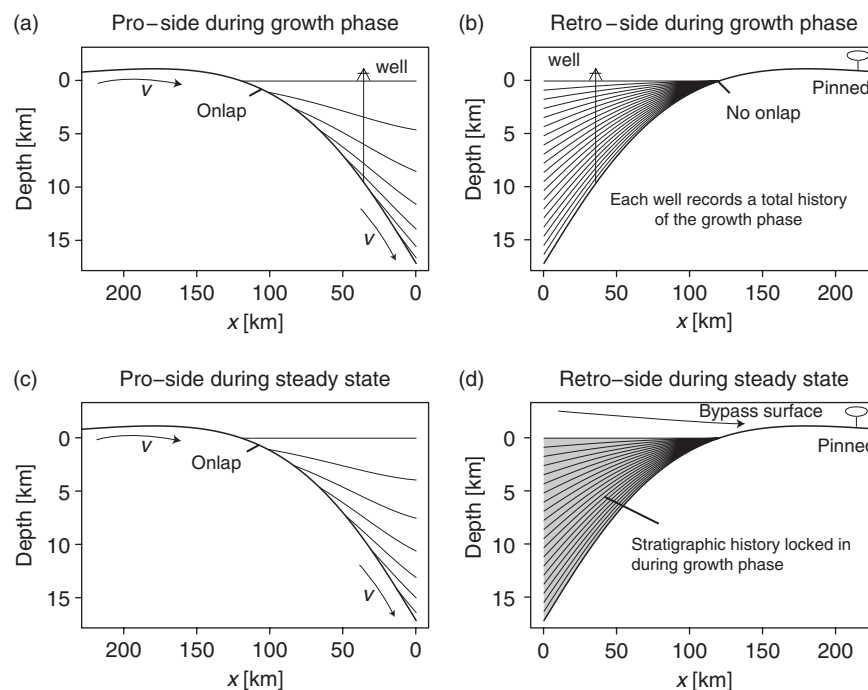 (a) Pro–side during growth phase
well
V
Onlap
V
0
5
10
15
Depth [km]
200 150 100 50 0
x [km]
(b) Retro–side during growth phase
well
Pinned
No onlap
Each well records a total history
of the growth phase
0
5
10
15
Depth [km]
0 50 100 150 200
x [km]
(c) Pro–side during steady state
V
Onlap
V
0
5
10
15
Depth [km]
200 150 100 50 0
x [km]
(d) Retro–side during steady state
Bypass surface
Pinned
Stratigraphic history locked in
during growth phase
0
5
10
15
Depth [km]
0 50 100 150 200
x [km]